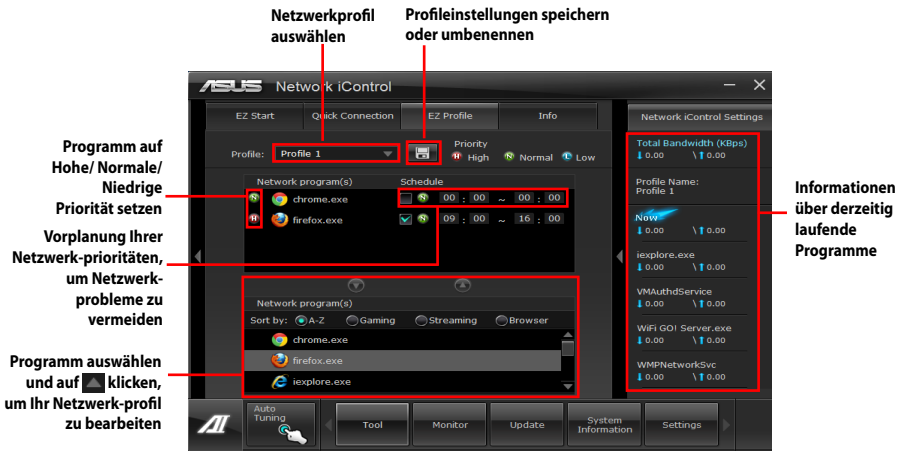 Netzwerkprofil
auswählen
Profileinstellungen speichern
oder umbenennen
ASUS Network iControl
EZ Start Quick Connection EZ Profile Info
Profile: Profile 1
Priority
H High N Normal L Low
Network program(s) Schedule
N chrome.exe N 00 : 00 ~ 00 : 00
H firefox.exe N 09 : 00 ~ 16 : 00
Network program(s)
Sort by: A-Z Gaming Streaming Browser
chrome.exe
firefox.exe
iexplore.exe
Network iControl Settings
Total Bandwidth (KBps)
0.00 \ 0.00
Profile Name:
Profile 1
Now
0.00 \ 0.00
iexplore.exe
0.00 \ 0.00
VMAuthdService
0.00 \ 0.00
WiFi GO! Server.exe
0.00 \ 0.00
WMPNetworkSvc
0.00 \ 0.00
Auto
Tuning
Tool Monitor Update System
Information Settings
Programm auf
Hohe/ Normale/
Niedrige
Priorität setzen
Vorplanung Ihrer
Netzwerk-prioritäten,
um Netzwerk-
probleme zu
vermeiden
Programm auswählen
und auf klicken,
um Ihr Netzwerk-profil
zu bearbeiten
Informationen
über derzeitig
laufende
Programme